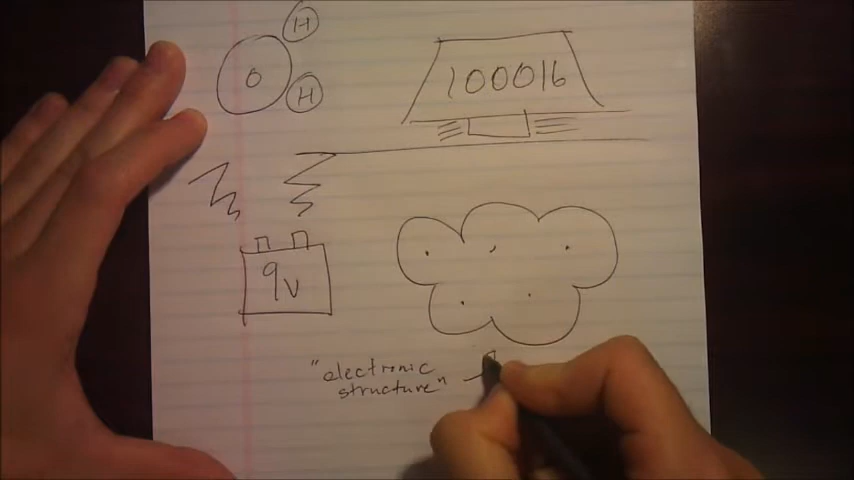 H
O
H
100016
9v
"electronic
structure"